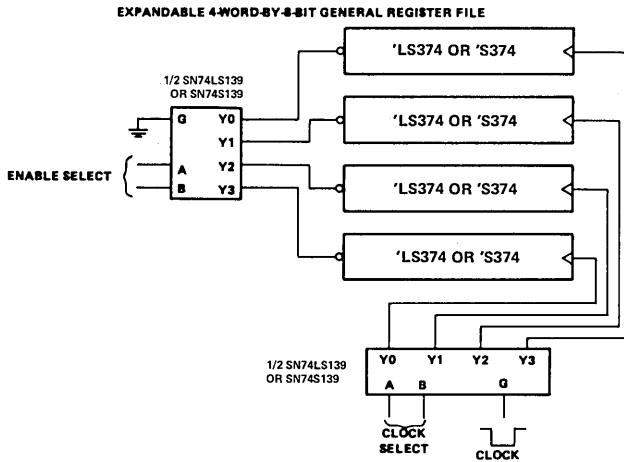 EXPANDABLE 4-WORD-BY-8-BIT GENERAL REGISTER FILE
'LS374 OR 'S374
1/2 SN74LS139
OR SN74S139
G Y0
Y1
A Y2
B Y3
ENABLE SELECT
'LS374 OR 'S374
'LS374 OR 'S374
'LS374 OR 'S374
1/2 SN74LS139
OR SN74S139
Y0 Y1 Y2 Y3
A B G
CLOCK
SELECT
CLOCK